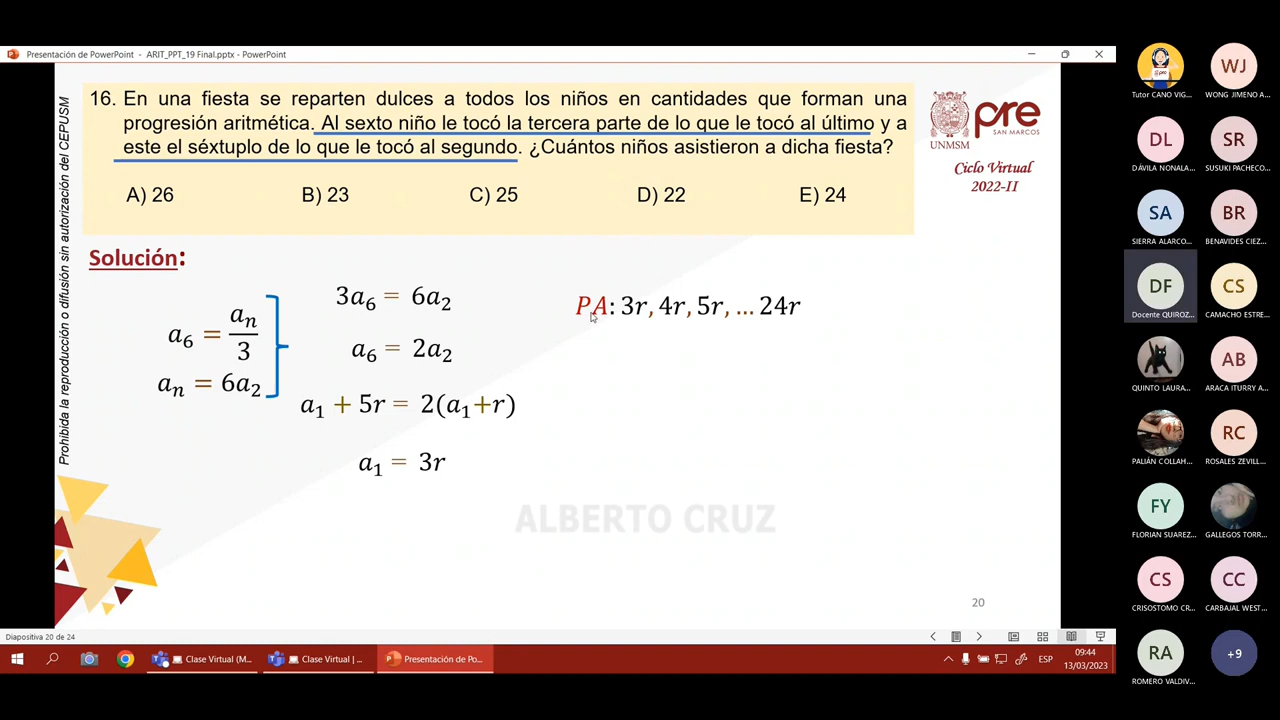 Presentación de PowerPoint - ARIT_PPT_19 Final.pptx - PowerPoint
Prohibida la reproducción o difusión sin autorización del CEPUSM
16. En una fiesta se reparten dulces a todos los niños en cantidades que forman una
progresión aritmética. Al sexto niño le tocó la tercera parte de lo que le tocó al último y a
este el séxtuplo de lo que le tocó al segundo. ¿Cuántos niños asistieron a dicha fiesta?
A) 26 B) 23 C) 25 D) 22 E) 24
UNMSM
pre
SAN MARCOS
Ciclo Virtual
2022-II
Solución:
a₆ = aₙ/3
aₙ = 6a₂
3a₆ = 6a₂
a₆ = 2a₂
a₁ + 5r = 2(a₁+r)
a₁ = 3r
PA: 3r, 4r, 5r, ... 24r
ALBERTO CRUZ
20
Diapositiva 20 de 24
Clase Virtual (M...
Clase Virtual | ...
Presentación de Po...
ESP
09:44
13/03/2023
Tutor CANO VIG...
WJ
WONG JIMENO A...
DL
DÁVILA NONALA...
SR
SUSUKI PACHECO...
SA
SIERRA ALARCO...
BR
BENAVIDES CIEZ...
DF
Docente QUIROZ...
CS
CAMACHO ESTRE...
QUINTO LAURA...
AB
ARACA ITURRY A...
PALIÁN COLLAH...
RC
ROSALES ZEVILL...
FY
FLORIAN SUAREZ...
GALLEGOS TORR...
CS
CRISOSTOMO CR...
CC
CARBAJAL WEST...
RA
ROMERO VALDIV...
+9